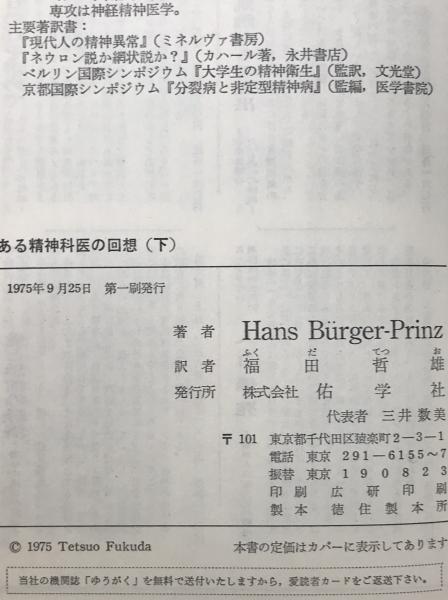 専攻は神経精神医学。
主要著訳書：
『現代人の精神異常』（ミネルヴァ書房）
『ネウロン説か網状説か？』（カハール著，永井書店）
ベルリン国際シンポジウム『大学生の精神衛生』（監訳，文光堂）
京都国際シンポジウム『分裂病と非定型精神病』（監編，医学書院）
ある精神科医の回想（下）
1975年9月25日　第一刷発行
著者　Hans Bürger-Prinz
ふく だ てつ お
訳者　福田哲雄
発行所　株式会社　佑学社
代表者　三井数美
〒101　東京都千代田区猿楽町2－3－1
電話　東京　291－6155～7
振替　東京　190823
印刷　広研印刷
製本　徳住製本所
© 1975 Tetsuo Fukuda　本書の定価はカバーに表示してあります
当社の機関誌「ゆうがく」を無料で送付いたしますから，愛読者カードをご返送下さい。